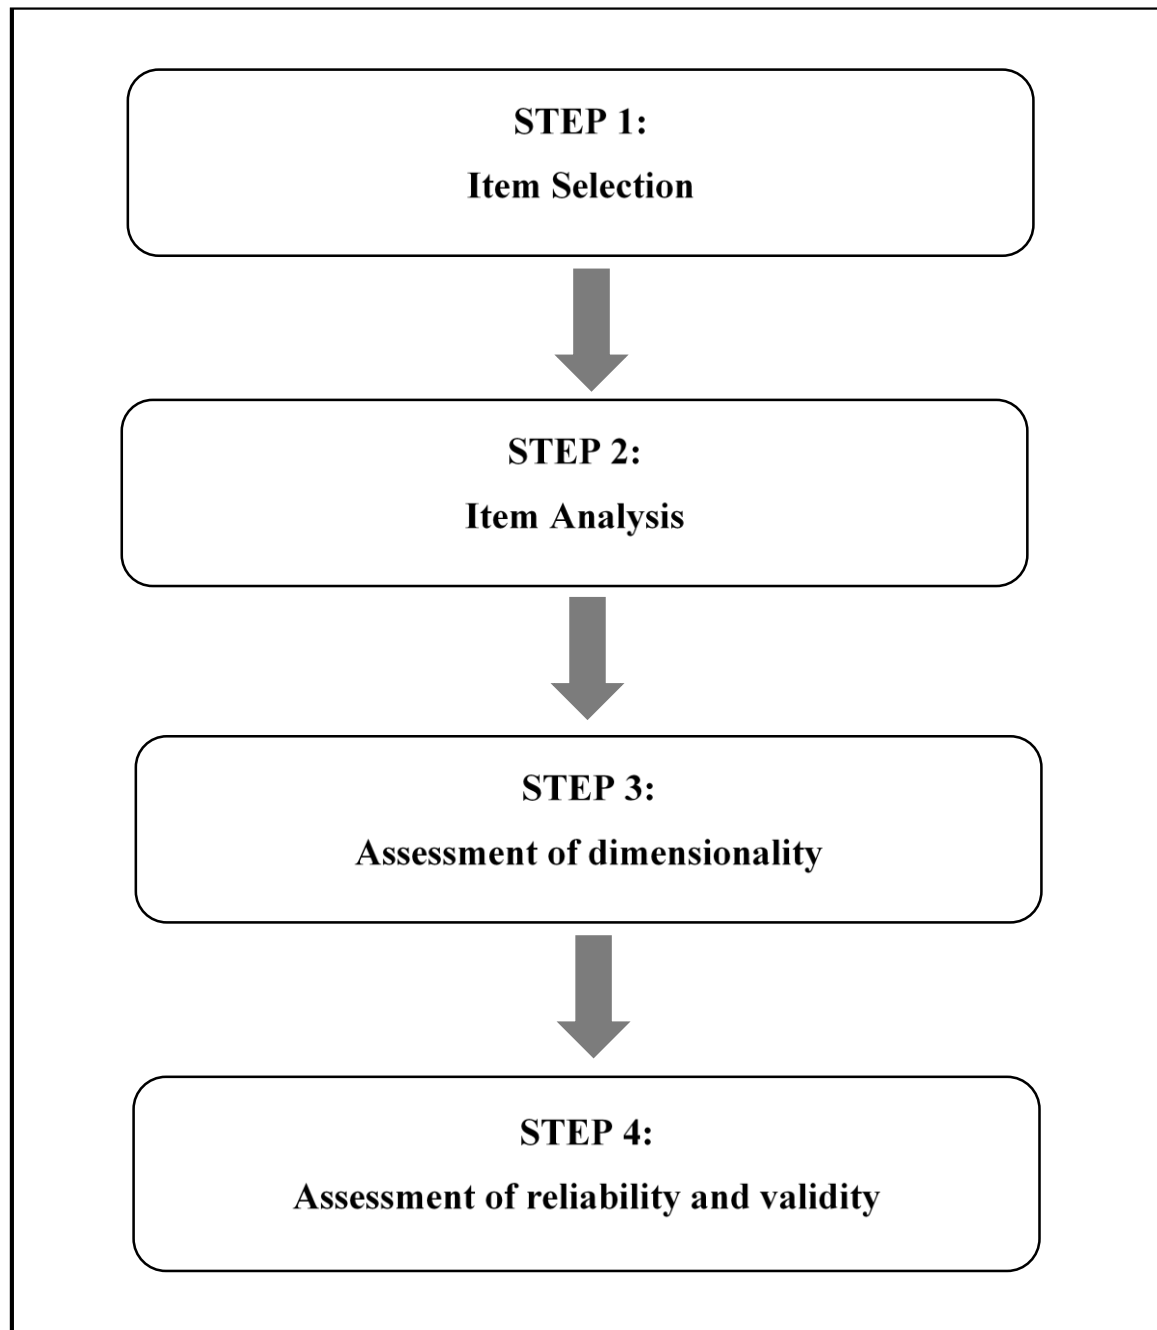 STEP 1:
Item Selection
STEP 2:
Item Analysis
STEP 3:
Assessment of dimensionality
STEP 4:
Assessment of reliability and validity